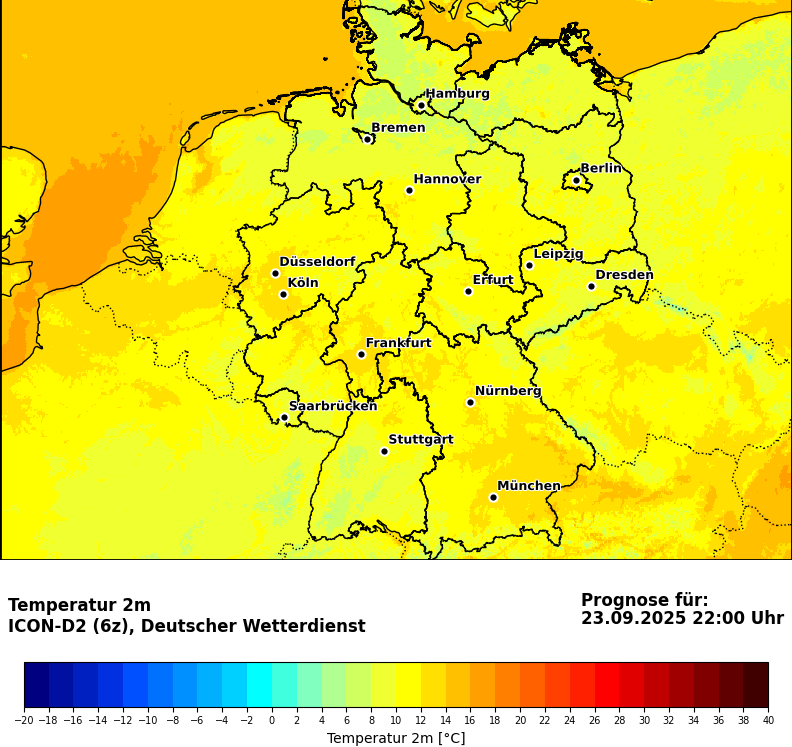 Hamburg
Bremen
Berlin
Hannover
Leipzig
Düsseldorf
Dresden
Köln
Erfurt
Frankfurt
Nürnberg
Saarbrücken
Stuttgart
München
Temperatur 2m
ICON-D2 (6z), Deutscher Wetterdienst
Prognose für:
23.09.2025 22:00 Uhr
−20 −18 −16 −14 −12 −10 −8 −6 −4 −2 0 2 4 6 8 10 12 14 16 18 20 22 24 26 28 30 32 34 36 38 40
Temperatur 2m [°C]